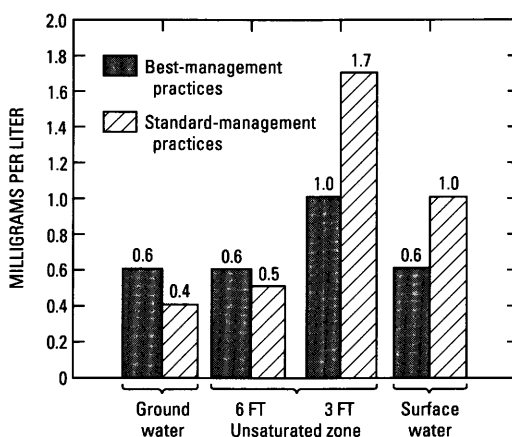 MILLIGRAMS PER LITER
2.0
1.8
1.6
1.4
1.2
1.0
0.8
0.6
0.4
0.2
0
Best-management
practices
Standard-management
practices
0.6
0.4
0.6
0.5
1.0
1.7
0.6
1.0
Ground
water
6 FT
3 FT
Unsaturated zone
Surface
water